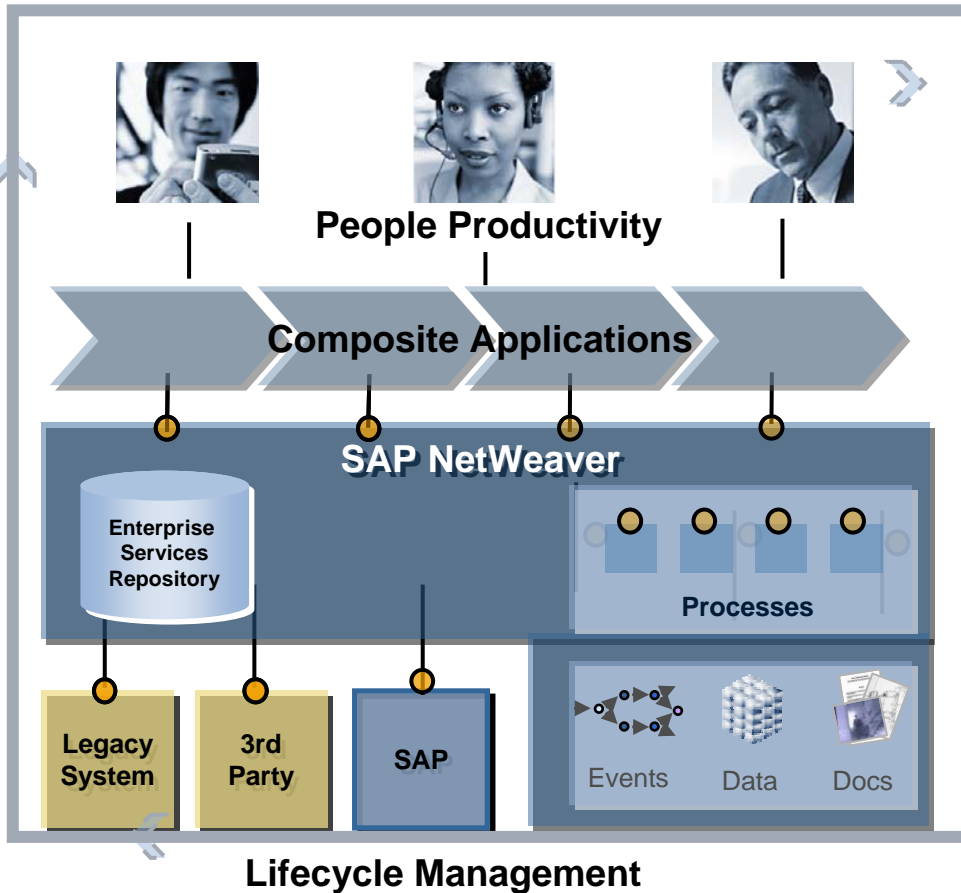 People Productivity
Composite Applications
SAP NetWeaver
Enterprise
Services
Repository
Processes
Legacy
System
3rd
Party
SAP
Events
Data
Docs
Lifecycle Management